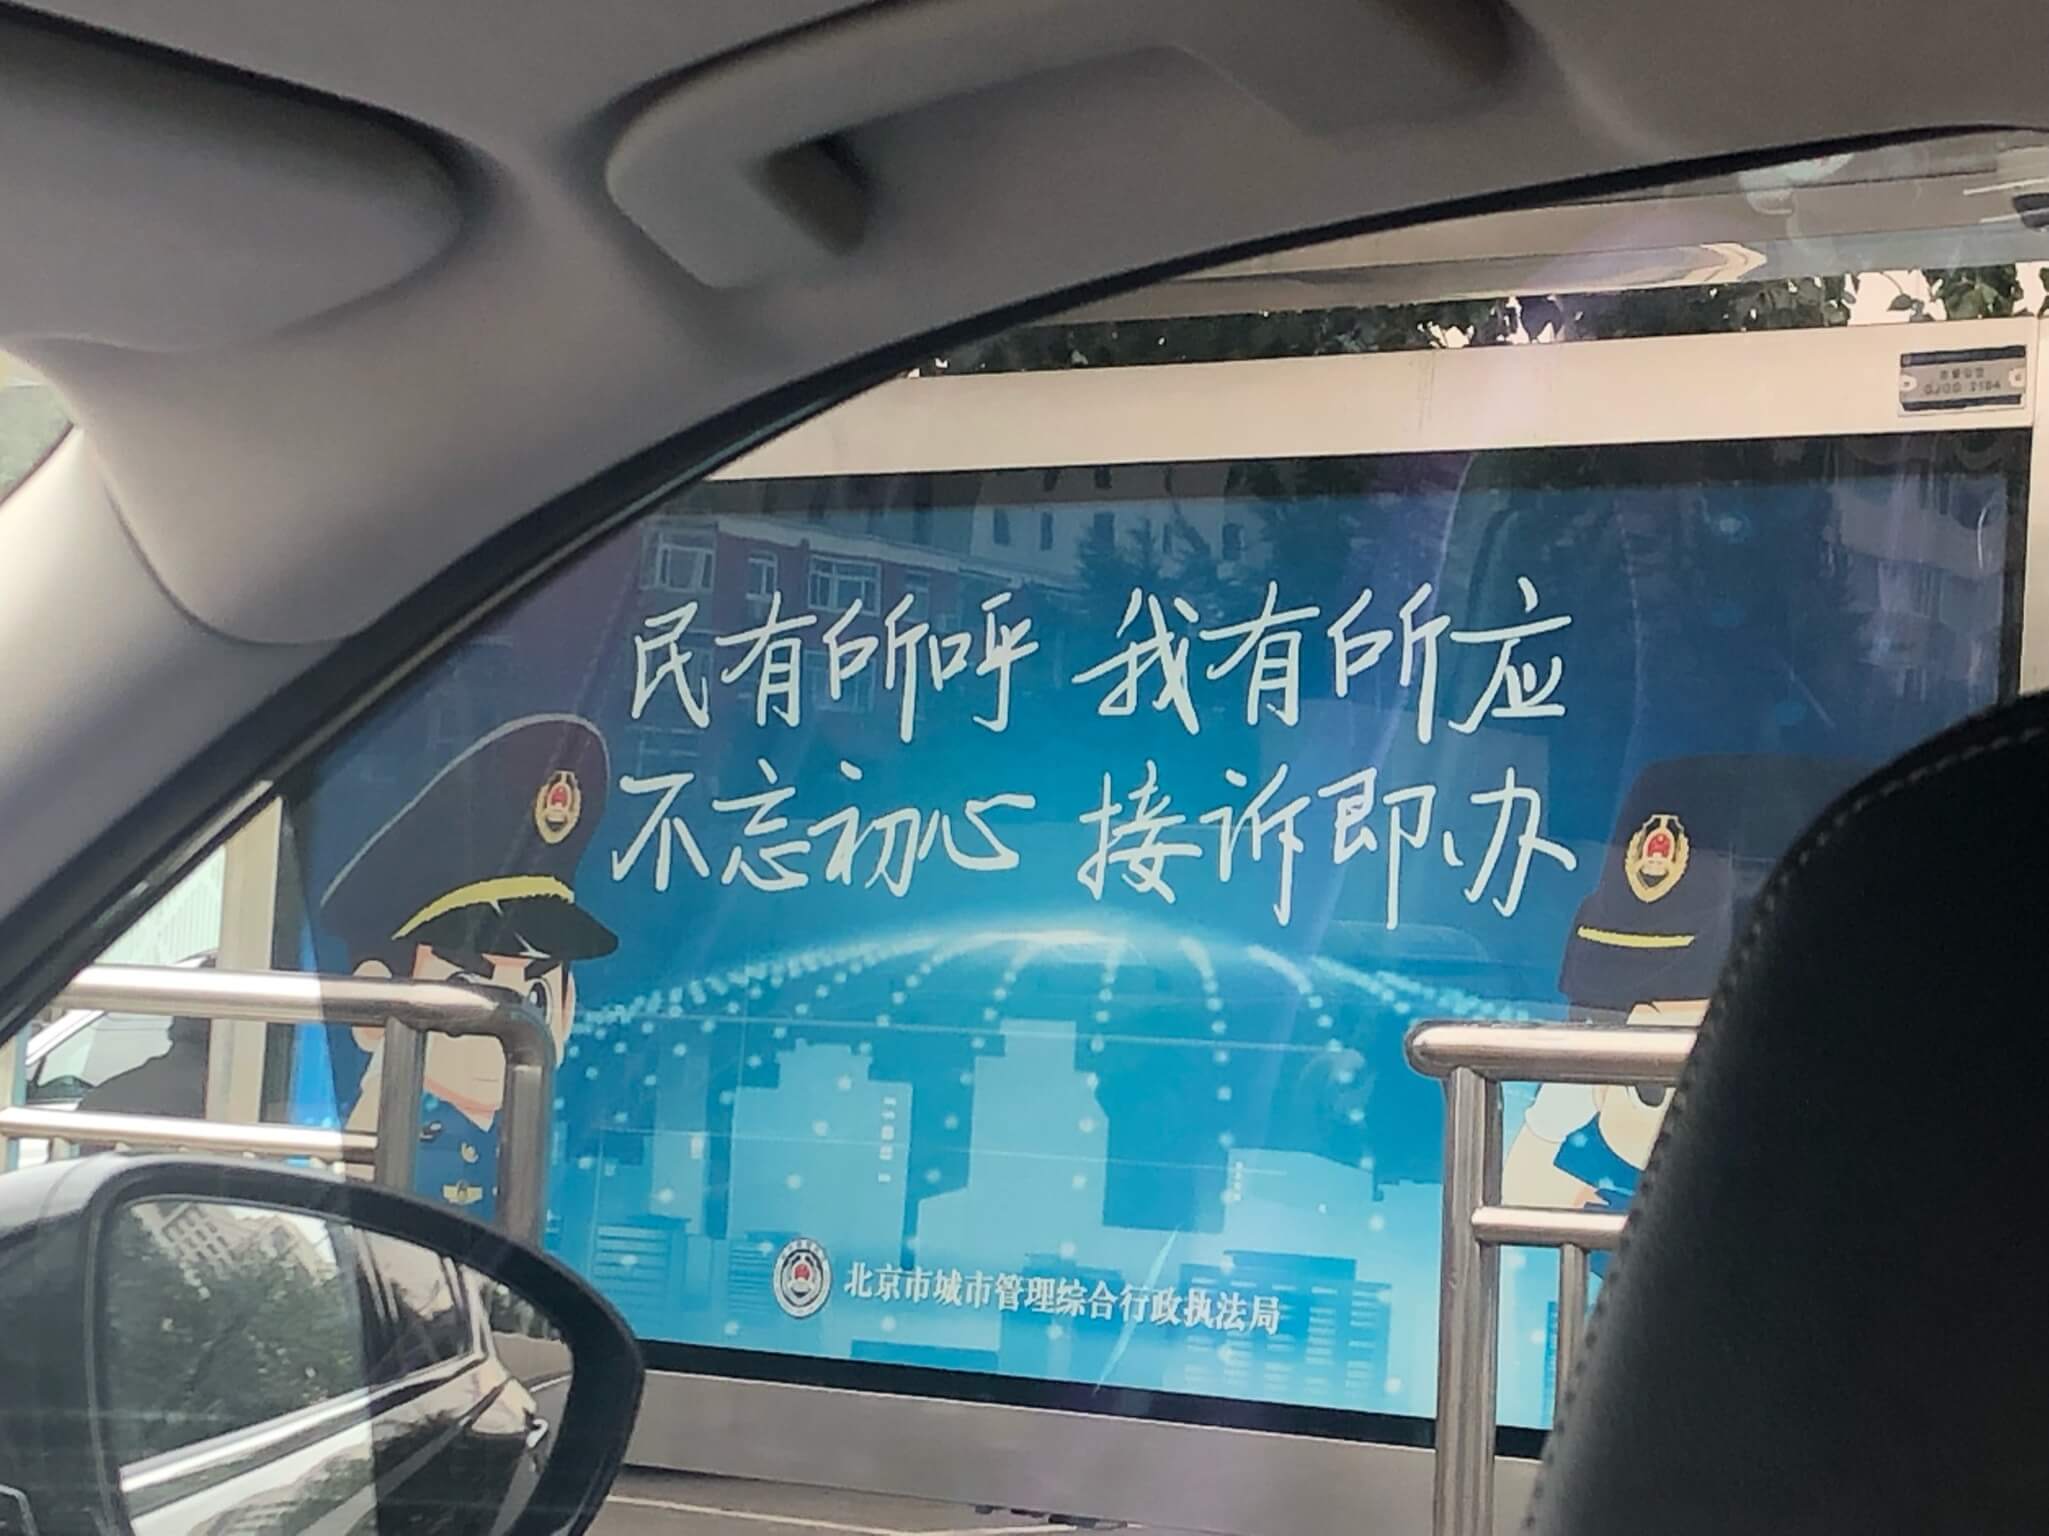 民有所呼 我有所应
不忘初心 接诉即办
北京市城市管理综合行政执法局